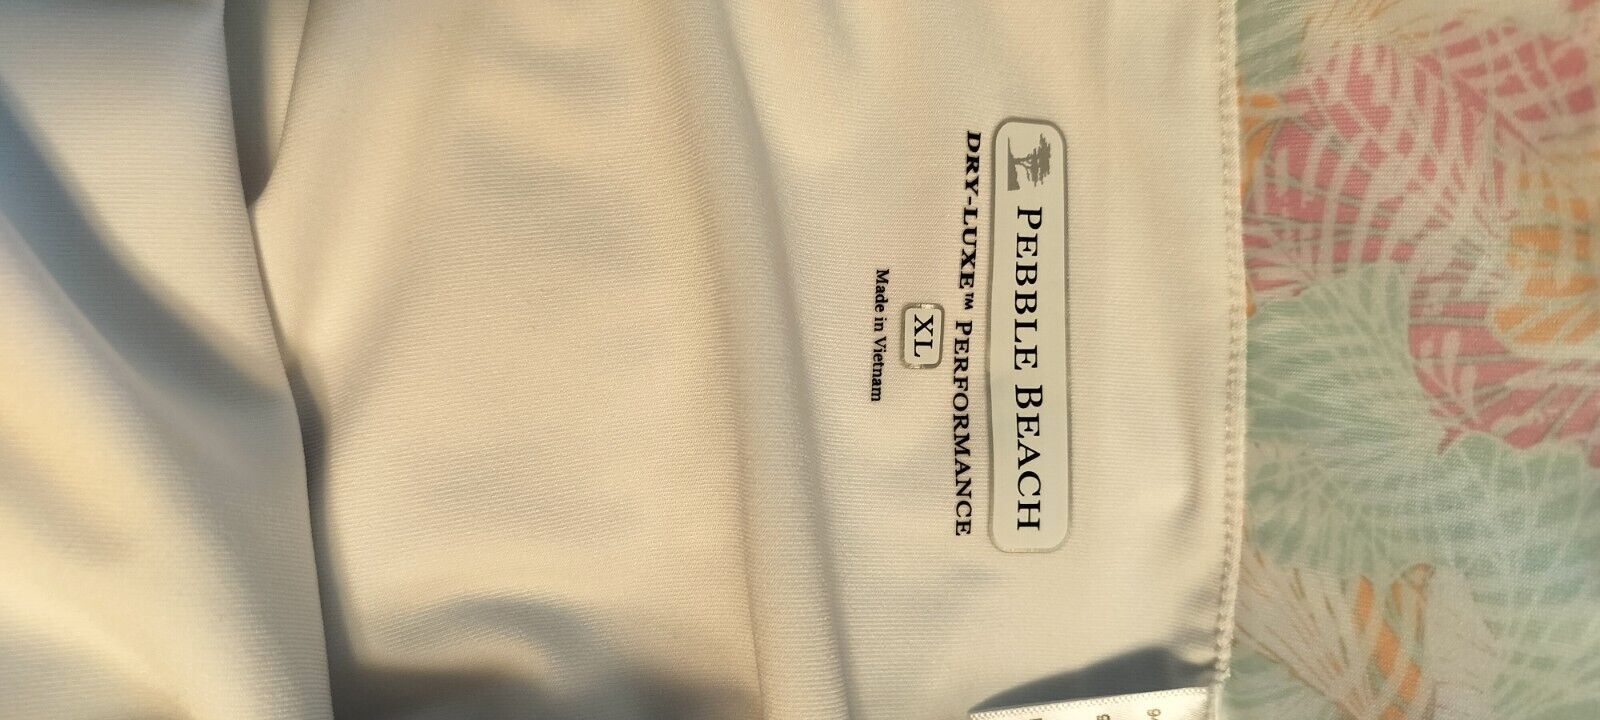 PEBBLE BEACH
DRY-LUXE™ PERFORMANCE
XL
Made in Vietnam